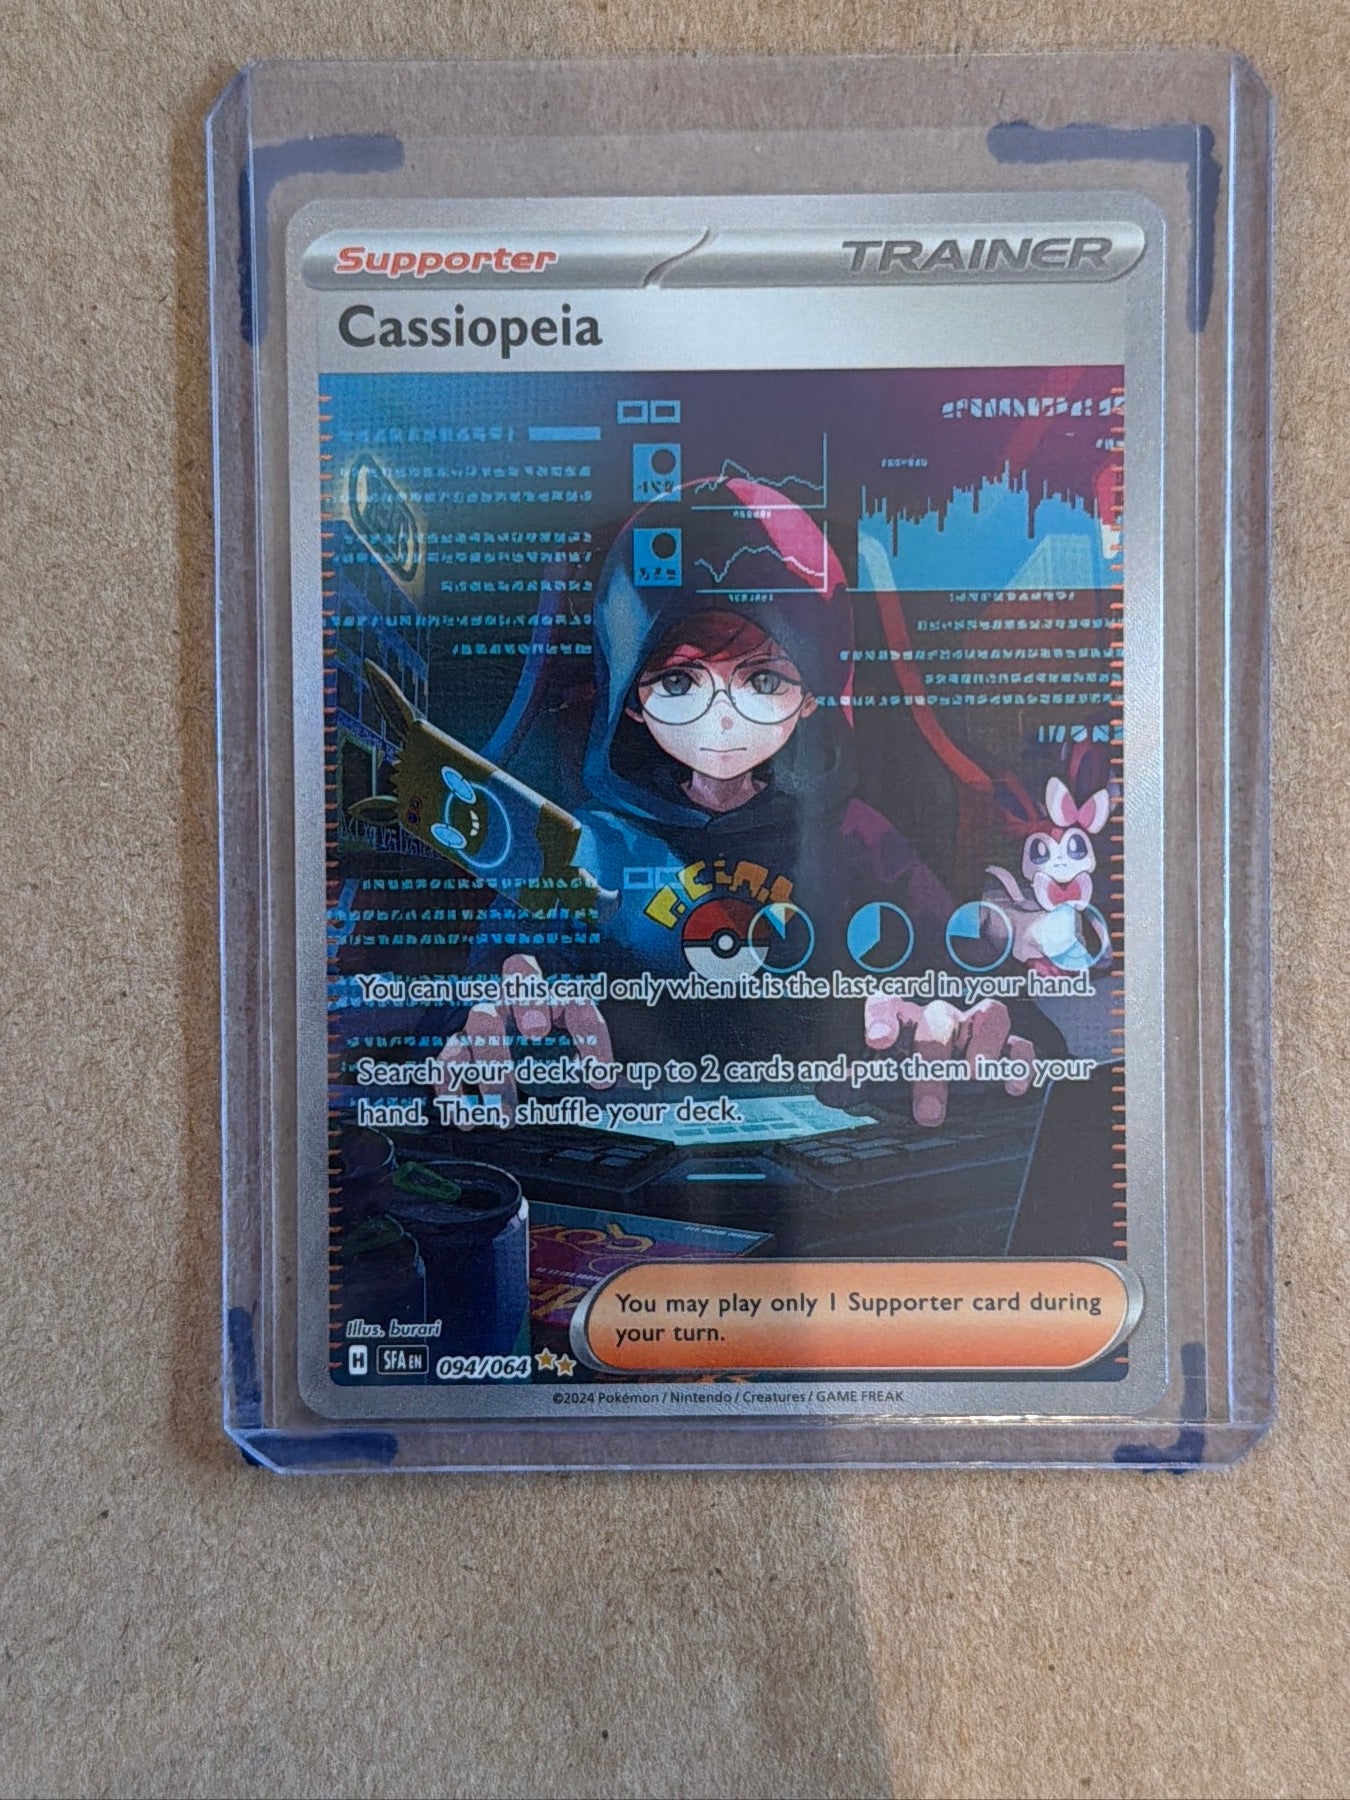 Supporter TRAINER
Cassiopeia
You can use this card only when it is the last card in your hand.
Search your deck for up to 2 cards and put them into your
hand. Then, shuffle your deck.
You may play only 1 Supporter card during
your turn.
Illus. burari
H SFA EN 094/064
©2024 Pokémon / Nintendo / Creatures / GAME FREAK